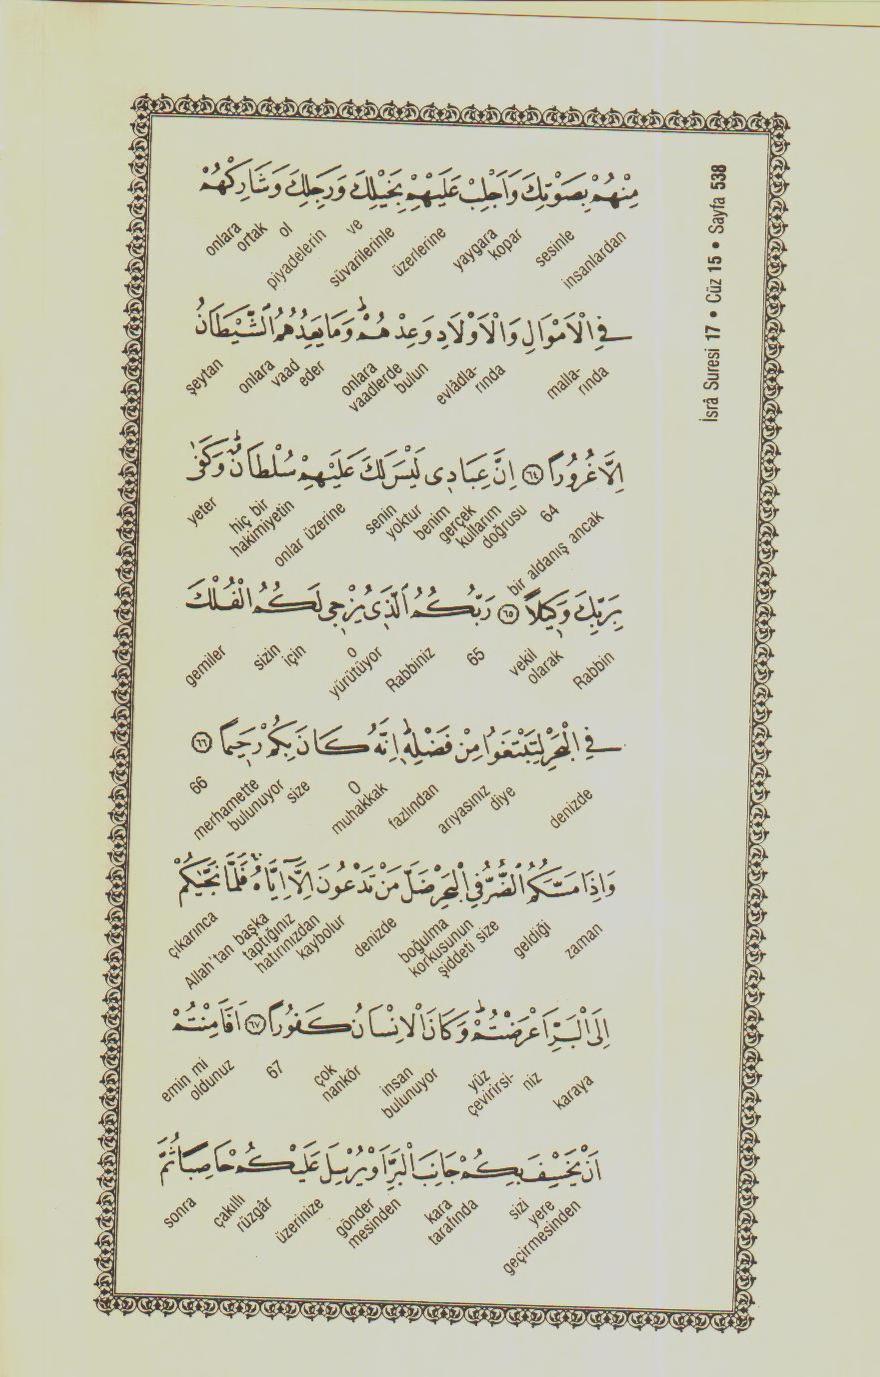 İsrâ Suresi 17 • Cüz 15 • Sayfa 538
مِنْهُمْ بِصَوْتِكَ وَاَجْلِبْ عَلَيْهِمْ بِخَيْلِكَ وَرَجِلِكَ وَشَارِكْهُمْ
insanlardan sesinle yaygara kopar üzerlerine süvarilerinle ve piyadelerin ol ortak onlara
فِي الْاَمْوَالِ وَالْاَوْلَادِ وَعِدْهُمْۜ وَمَا يَعِدُهُمُ الشَّيْطَانُ
malla- rında evlâdla- rında onlara vaadlerde bulun vaad eder onlara şeytan
اِلَّا غُرُوراً ﴿٦٤﴾ اِنَّ عِبَاد۪ي لَيْسَ لَكَ عَلَيْهِمْ سُلْطَانٌۜ وَكَفٰى
bir aldanış ancak 64 doğrusu gerçek kullarım benim yoktur senin onlar üzerine hiç bir hakimiyetin yeter
بِرَبِّكَ وَك۪يلاً ﴿٦٥﴾ رَبُّكُمُ الَّذ۪ي يُزْج۪ي لَكُمُ الْفُلْكَ
Rabbin vekil olarak 65 Rabbiniz o yürütüyor sizin için gemiler
فِي الْبَحْرِ لِتَبْتَغُوا مِنْ فَضْلِه۪ۜ اِنَّهُ كَانَ بِكُمْ رَح۪يماً ﴿٦٦﴾
denizde arıyasınız diye fazlından O muhakkak size merhamette bulunuyor 66
وَاِذَا مَسَّكُمُ الضُّرُّ فِي الْبَحْرِ ضَلَّ مَنْ تَدْعُونَ اِلَّٓا اِيَّاهُۚ فَلَمَّا نَجّٰيكُمْ
zaman geldiği boğulma korkusunun şiddeti size denizde kaybolur hatırınızdan taptığınız Allah'tan başka çıkarınca
اِلَى الْبَرِّ اَعْرَضْتُمْۜ وَكَانَ الْاِنْسَانُ كَفُوراً ﴿٦٧﴾ اَفَاَمِنْتُمْ
karaya yüz çevirirsi- niz insan bulunuyor çok nankör 67 emin mi oldunuz
اَنْ يَخْسِفَ بِكُمْ جَانِبَ الْبَرِّ اَوْ يُرْسِلَ عَلَيْكُمْ حَاصِباً ثُمَّ
sizi yere geçirmesinden kara tarafında gönder mesinden üzerinize çakıllı rüzgâr sonra